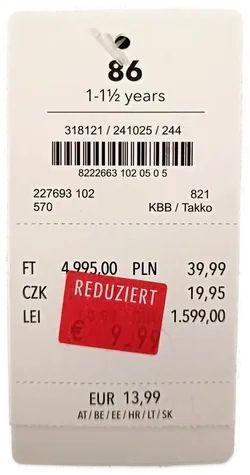 86
1-1½ years
318121 / 241025 / 244
8222663 102 05 0 5
227693 102 821
570 KBB / Takko
FT 4.995,00 PLN 39,99
CZK 19,95
LEI 1.599,00
REDUZIERT
€ 9.99
EUR 13,99
AT/BE/EE/HR/LT/SK